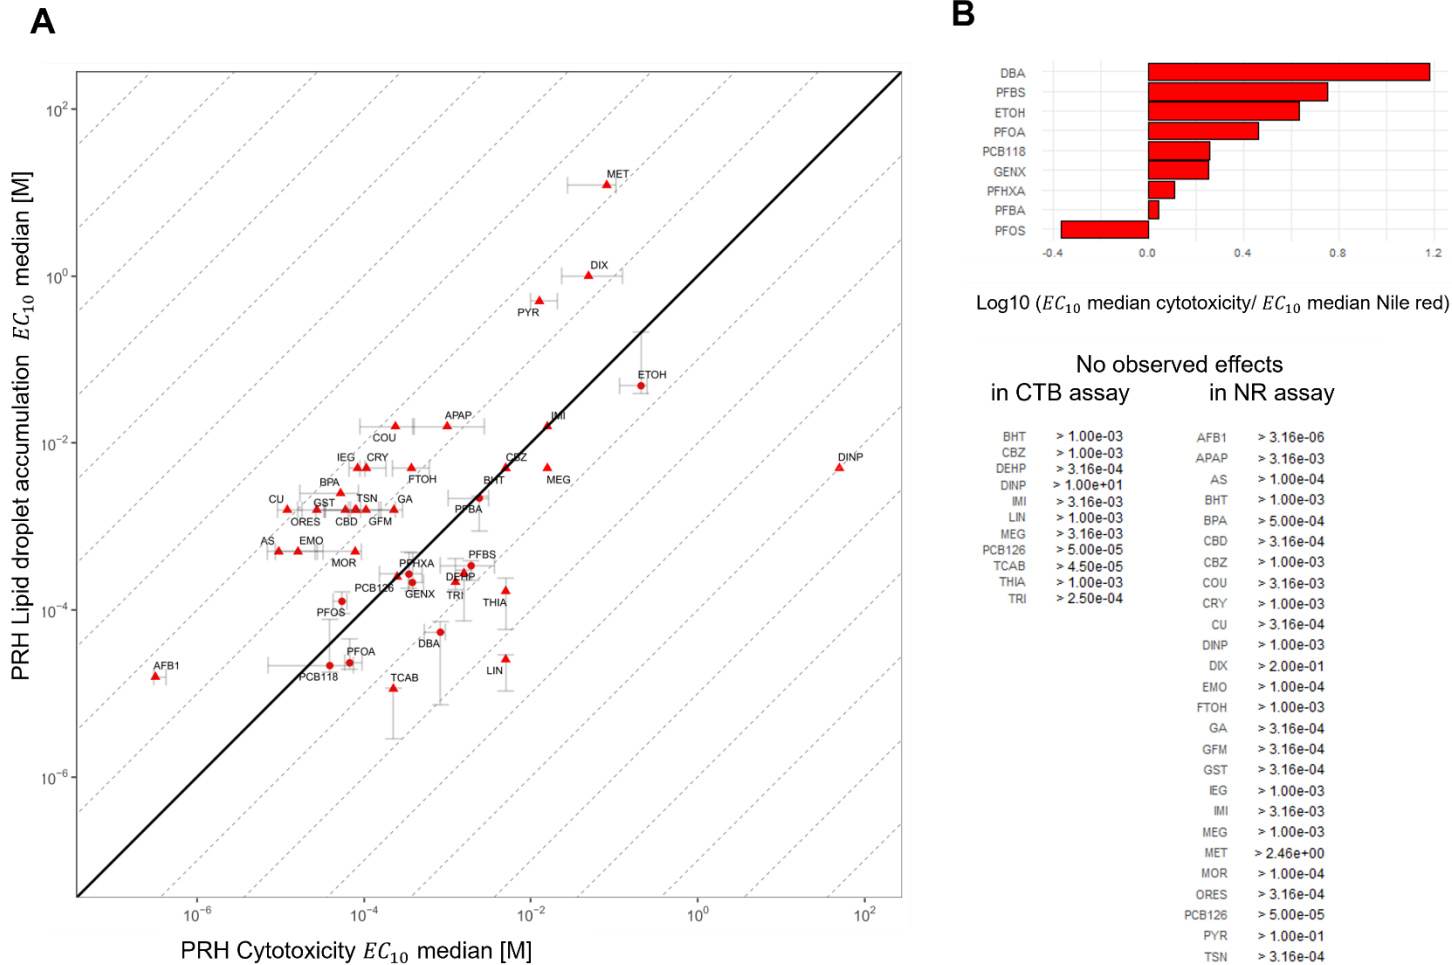 A
B
PRH Lipid droplet accumulation EC10 median [M]
10^2
10^0
10^-2
10^-4
10^-6
MET
DIX
PYR
ETOH
APAP
IMI
COU
IEG
CRY
FTOH
CBZ
MEG
DINP
BPA
BHT
CU
GST
TSN
GA
PFBA
ORES
CBD
GFM
AS
EMO
MOR
PFHXA
PFBS
PCB126
DEHP
GENX
TRI
THIA
PFOS
DBA
PFOA
PCB118
LIN
AFB1
TCAB
10^-6
10^-4
10^-2
10^0
10^2
PRH Cytotoxicity EC10 median [M]
DBA
PFBS
ETOH
PFOA
PCB118
GENX
PFHXA
PFBA
PFOS
-0.4 0.0 0.4 0.8 1.2
Log10 (EC10 median cytotoxicity/ EC10 median Nile red)
No observed effects
in CTB assay
BHT > 1.00e-03
CBZ > 1.00e-03
DEHP > 3.16e-04
DINP > 1.00e+01
IMI > 3.16e-03
LIN > 1.00e-03
MEG > 3.16e-03
PCB126 > 5.00e-05
TCAB > 4.50e-05
THIA > 1.00e-03
TRI > 2.50e-04
in NR assay
AFB1 > 3.16e-06
APAP > 3.16e-03
AS > 1.00e-04
BHT > 1.00e-03
BPA > 5.00e-04
CBD > 3.16e-04
CBZ > 1.00e-03
COU > 3.16e-03
CRY > 1.00e-03
CU > 3.16e-04
DINP > 1.00e-03
DIX > 2.00e-01
EMO > 1.00e-04
FTOH > 1.00e-03
GA > 3.16e-04
GFM > 3.16e-04
GST > 3.16e-04
IEG > 1.00e-03
IMI > 3.16e-03
MEG > 1.00e-03
MET > 2.46e+00
MOR > 1.00e-04
ORES > 3.16e-04
PCB126 > 5.00e-05
PYR > 1.00e-01
TSN > 3.16e-04